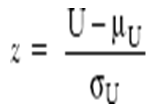 z = (U − μ_U) / σ_U